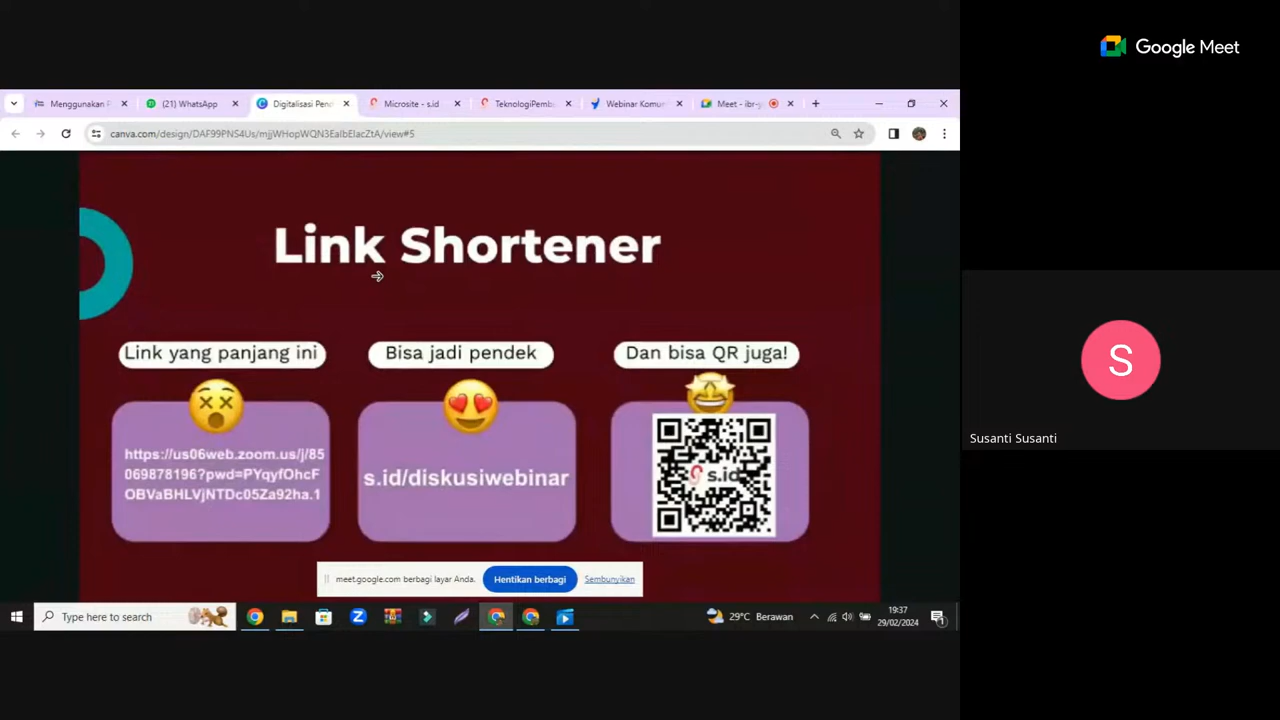 Google Meet
Menggunakan
(21) WhatsApp
Digitalisasi Pen
Microsite - s.id
TeknologiPemb
Webinar Komu
Meet - ibr-y
canva.com/design/DAF99PNS4Us/mjjWHopWQN3EaIbEIacZtA/view#5
Link Shortener
Link yang panjang ini
Bisa jadi pendek
Dan bisa QR juga!
https://us06web.zoom.us/j/85
069878196?pwd=PYqyfOhcF
OBVaBHLVjNTDc05Za92ha.1
s.id/diskusiwebinar
s.id
meet.google.com berbagi layar Anda.
Hentikan berbagi
Sembunyikan
Type here to search
29°C Berawan
19:37
29/02/2024
1
S
Susanti Susanti